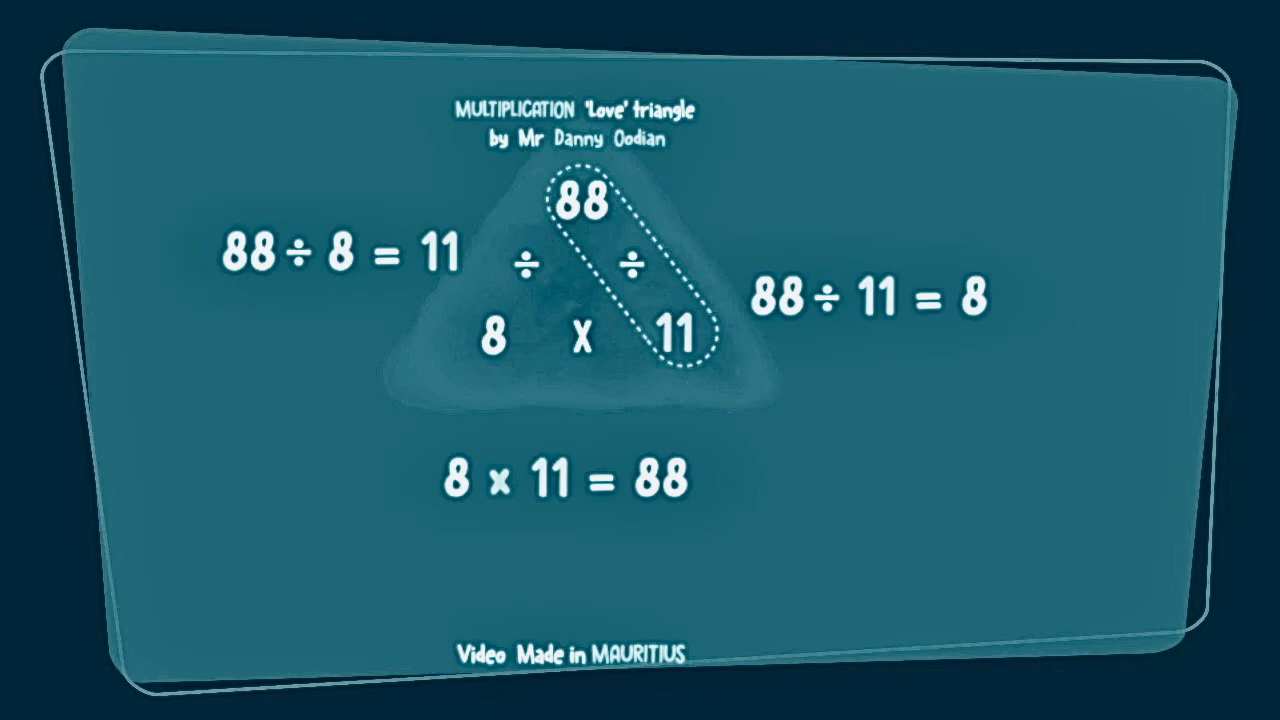 MULTIPLICATION 'Love' triangle
by Mr Danny Oodian
88
88 ÷ 8 = 11
÷ ÷
88 ÷ 11 = 8
8 x 11
8 x 11 = 88
Video Made in MAURITIUS